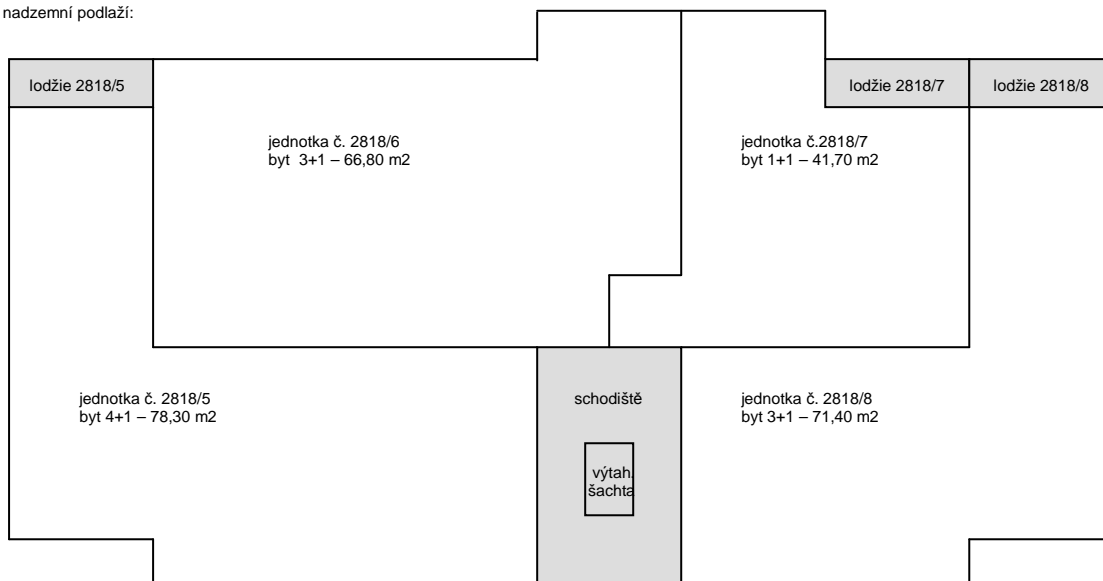 nadzemní podlaží:
lodžie 2818/5
lodžie 2818/7
lodžie 2818/8
jednotka č. 2818/6
byt 3+1 – 66,80 m2
jednotka č.2818/7
byt 1+1 – 41,70 m2
jednotka č. 2818/5
byt 4+1 – 78,30 m2
schodiště
jednotka č. 2818/8
byt 3+1 – 71,40 m2
výtah.
šachta